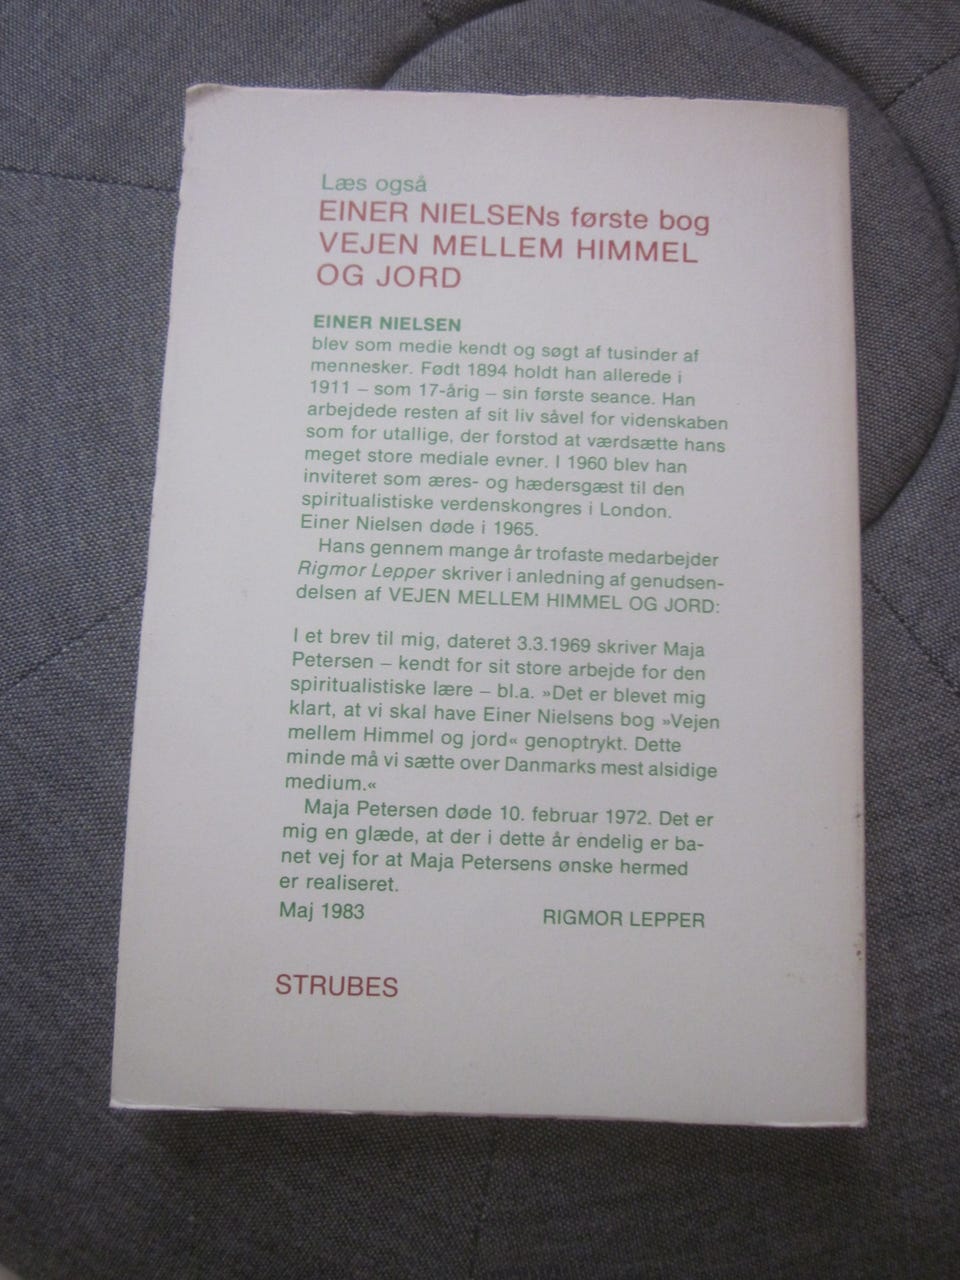 Læs også
EINER NIELSENs første bog
VEJEN MELLEM HIMMEL
OG JORD
EINER NIELSEN
blev som medie kendt og søgt af tusinder af
mennesker. Født 1894 holdt han allerede i
1911 – som 17-årig – sin første seance. Han
arbejdede resten af sit liv såvel for videnskaben
som for utallige, der forstod at værdsætte hans
meget store mediale evner. I 1960 blev han
inviteret som æres- og hædersgæst til den
spiritualistiske verdenskongres i London.
Einer Nielsen døde i 1965.
Hans gennem mange år trofaste medarbejder
Rigmor Lepper skriver i anledning af genudsen-
delsen af VEJEN MELLEM HIMMEL OG JORD:
I et brev til mig, dateret 3.3.1969 skriver Maja
Petersen – kendt for sit store arbejde for den
spiritualistiske lære – bl.a. »Det er blevet mig
klart, at vi skal have Einer Nielsens bog »Vejen
mellem Himmel og jord« genoptrykt. Dette
minde må vi sætte over Danmarks mest alsidige
medium.«
Maja Petersen døde 10. februar 1972. Det er
mig en glæde, at der i dette år endelig er ba-
net vej for at Maja Petersens ønske hermed
er realiseret.
Maj 1983 RIGMOR LEPPER
STRUBES